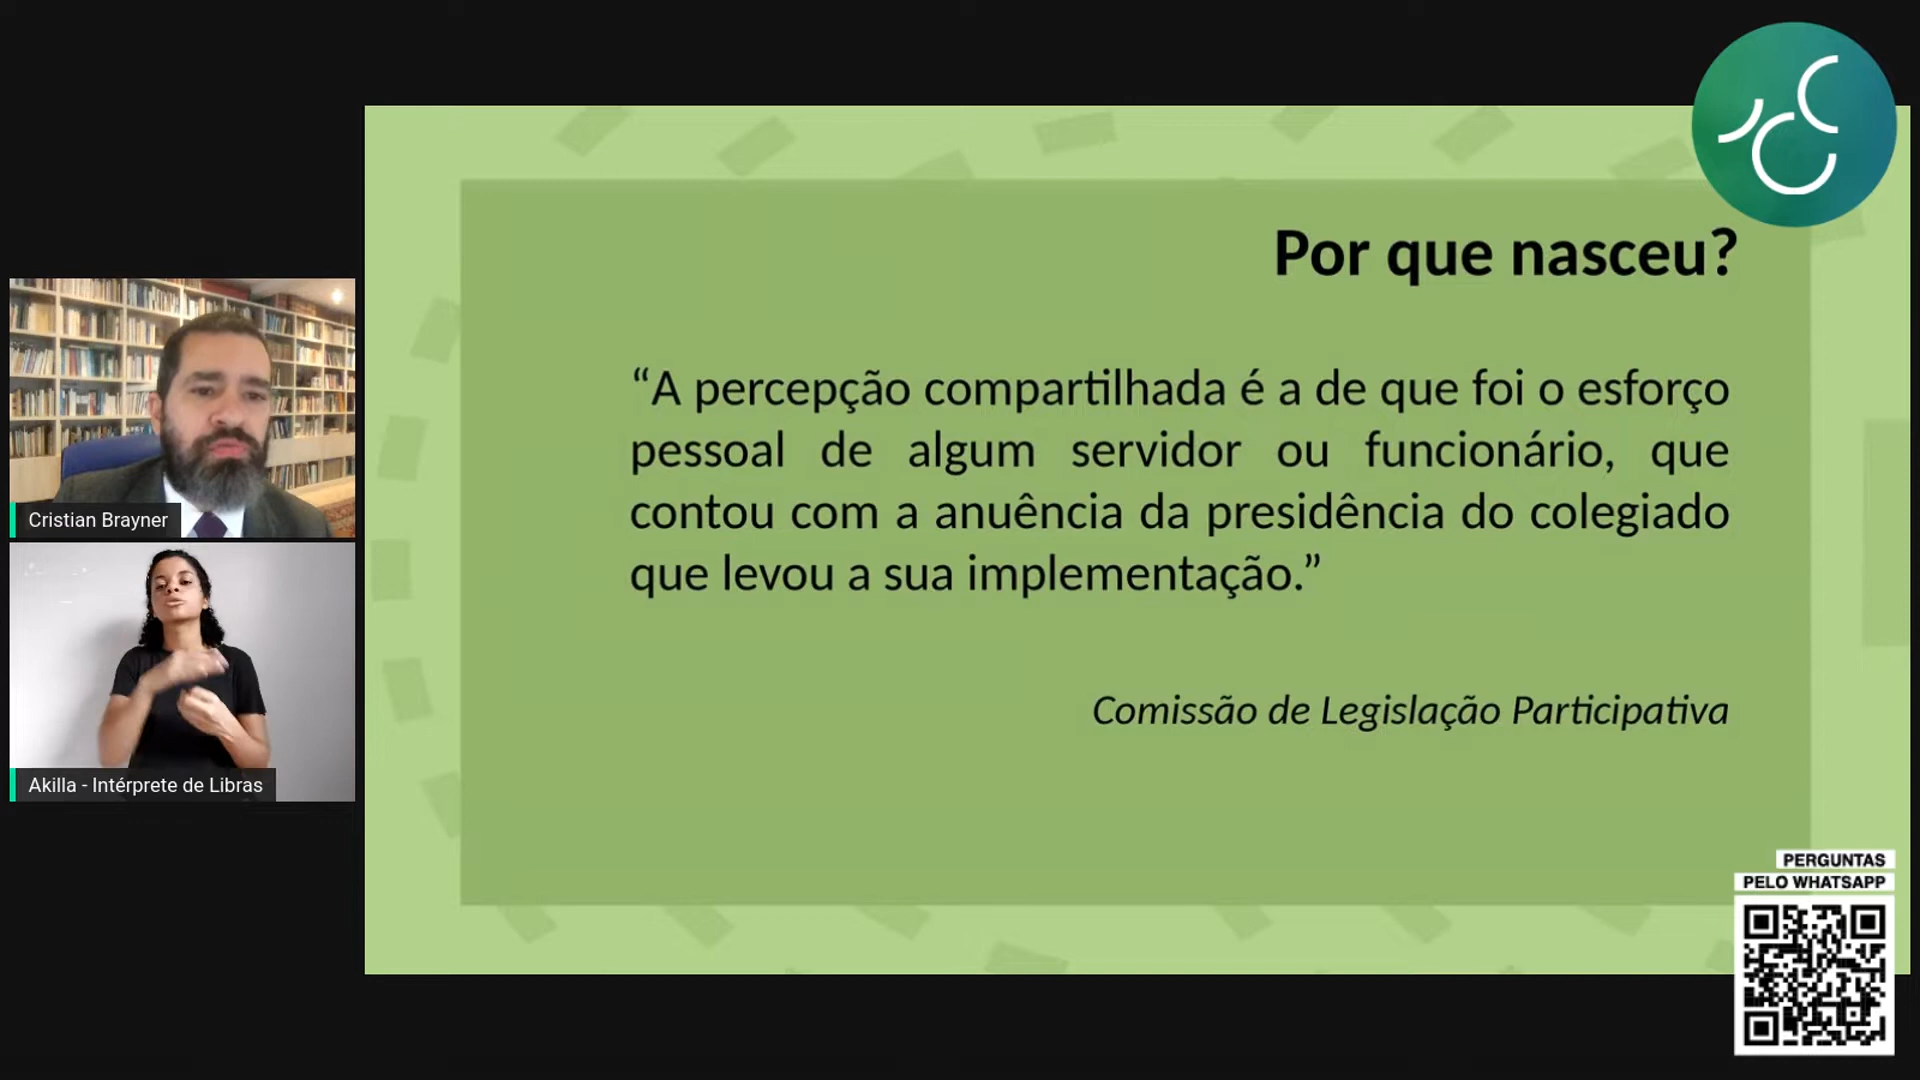 Por que nasceu?
“A percepção compartilhada é a de que foi o esforço
pessoal de algum servidor ou funcionário, que
contou com a anuência da presidência do colegiado
que levou a sua implementação.”
Comissão de Legislação Participativa
Cristian Brayner
Akilla - Intérprete de Libras
PERGUNTAS
PELO WHATSAPP